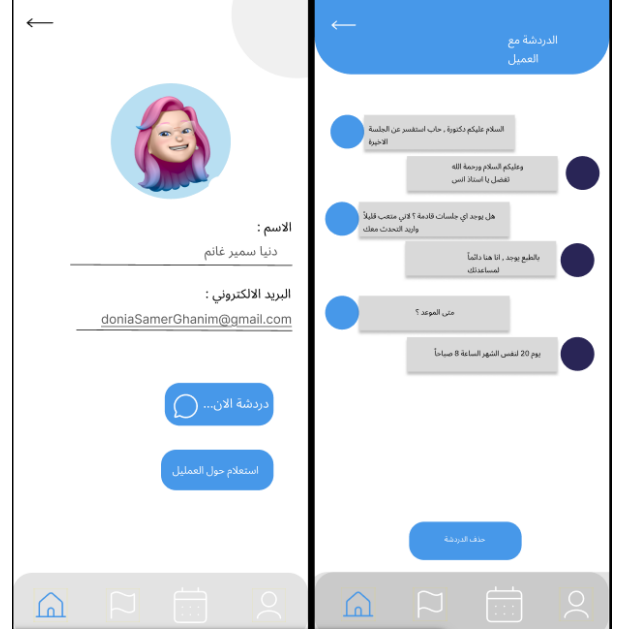 الاسم :
دنيا سمير غانم
البريد الالكتروني :
doniaSamerGhanim@gmail.com
دردشة الان...
استعلام حول العمليل
الدردشة مع
العميل
السلام عليكم دكتورة , حاب استفسر عن الجلسة
الاخيرة
وعليكم السلام ورحمة الله
تفضل يا استاذ انس
هل يوجد اي جلسات قادمة ؟ لاني متعب قليلاً
واريد التحدث معك
بالطبع يوجد , انا هنا دائماً
لمساعدتك
متى الموعد ؟
يوم 20 لنفس الشهر الساعة 8 صباحاً
حذف الدردشة